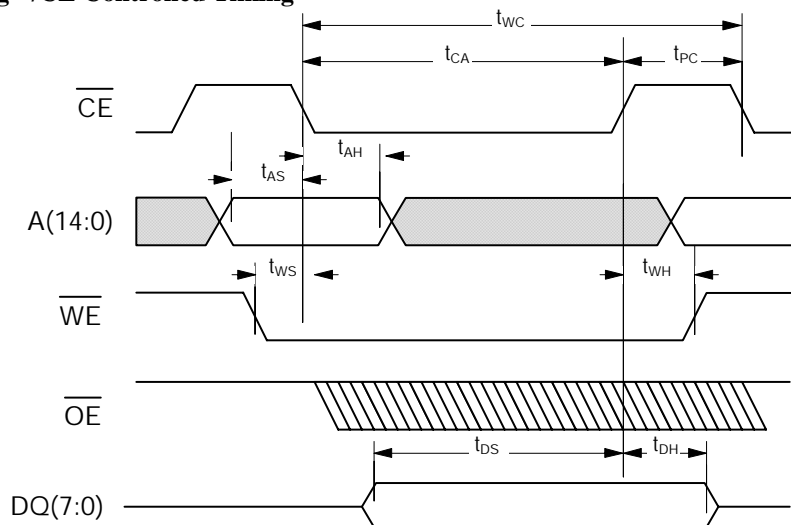 /CE Controlled Timing
tWC
tCA
tPC
CE
tAH
tAS
A(14:0)
tWS
tWH
WE
OE
tDS
tDH
DQ(7:0)